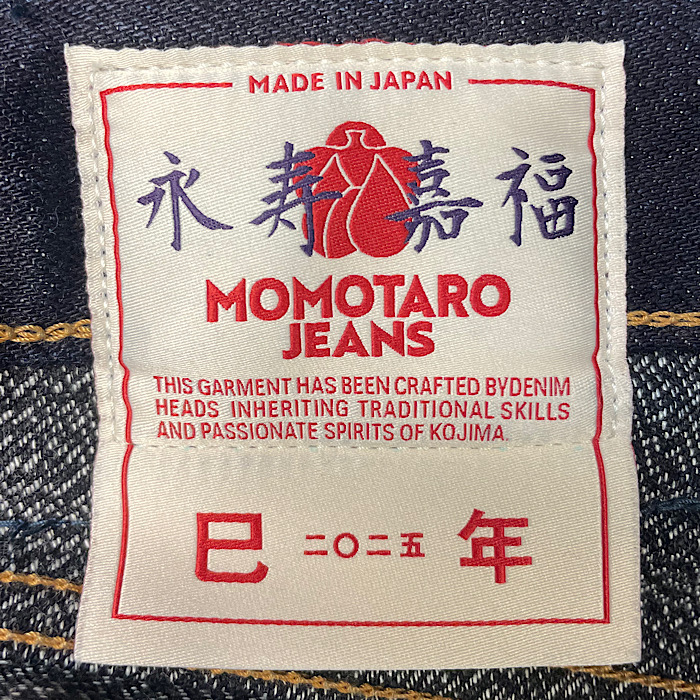 MADE IN JAPAN
永寿嘉福
MOMOTARO
JEANS
THIS GARMENT HAS BEEN CRAFTED BYDENIM
HEADS INHERITING TRADITIONAL SKILLS
AND PASSIONATE SPIRITS OF KOJIMA.
巳 二〇二五 年